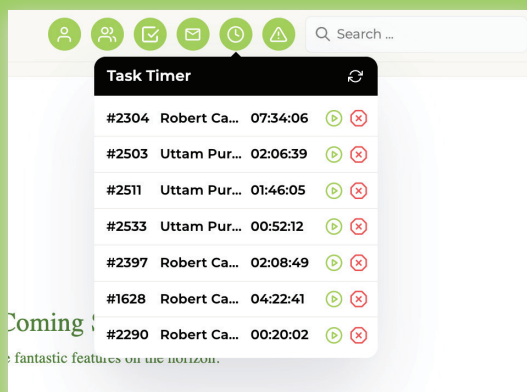 Search ...
Task Timer
#2304 Robert Ca... 07:34:06
#2503 Uttam Pur... 02:06:39
#2511 Uttam Pur... 01:46:05
#2533 Uttam Pur... 00:52:12
#2397 Robert Ca... 02:08:49
#1628 Robert Ca... 04:22:41
#2290 Robert Ca... 00:20:02
Coming
fantastic features on the horizon.